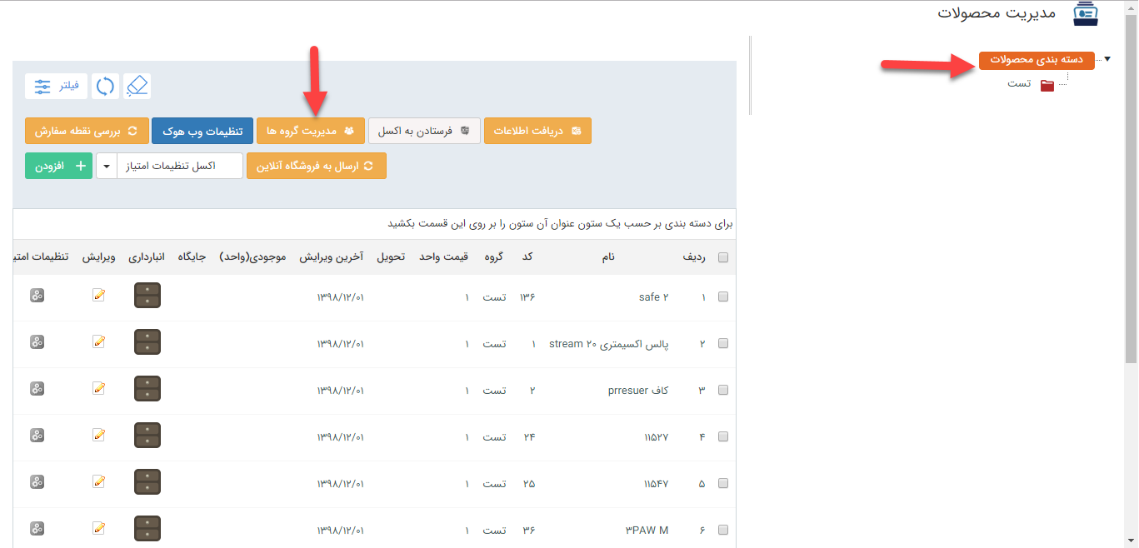 مدیریت محصولات
دسته بندی محصولات
تست
فیلتر
دریافت اطلاعات
فرستادن به اکسل
مدیریت گروه ها
تنظیمات وب هوک
بررسی نقطه سفارش
ارسال به فروشگاه آنلاین
اکسل تنظیمات امتیاز
افزودن
برای دسته بندی بر حسب یک ستون عنوان آن ستون را بر روی این قسمت بکشید
ردیف نام کد گروه قیمت واحد تحویل آخرین ویرایش موجودی(واحد) جایگاه انبارداری ویرایش تنظیمات امتیـ
۱ safe ۲ ۱۳۶ تست ۱ ۱۳۹۸/۱۲/۰۱
۲ پالس اکسیمتری stream ۲۰ ۱ تست ۱ ۱۳۹۸/۱۲/۰۱
۳ کاف prresuer ۲ تست ۱ ۱۳۹۸/۱۲/۰۱
۴ ۱۱۵۲۷ ۲۴ تست ۱ ۱۳۹۸/۱۲/۰۱
۵ ۱۱۵۴۷ ۲۵ تست ۱ ۱۳۹۸/۱۲/۰۱
۶ ۳PAW M ۳۶ تست ۱ ۱۳۹۸/۱۲/۰۱